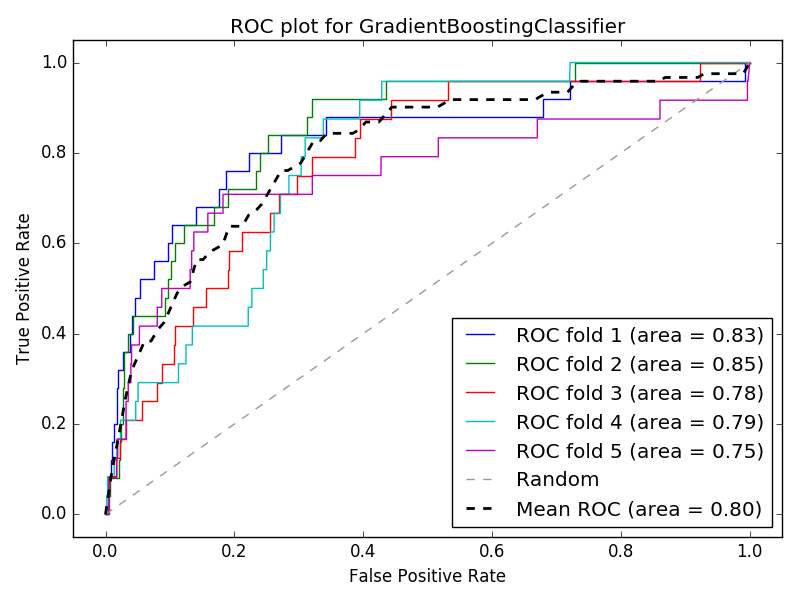 ROC plot for GradientBoostingClassifier
True Positive Rate
1.0
0.8
0.6
0.4
0.2
0.0
ROC fold 1 (area = 0.83)
ROC fold 2 (area = 0.85)
ROC fold 3 (area = 0.78)
ROC fold 4 (area = 0.79)
ROC fold 5 (area = 0.75)
Random
Mean ROC (area = 0.80)
0.0 0.2 0.4 0.6 0.8 1.0
False Positive Rate